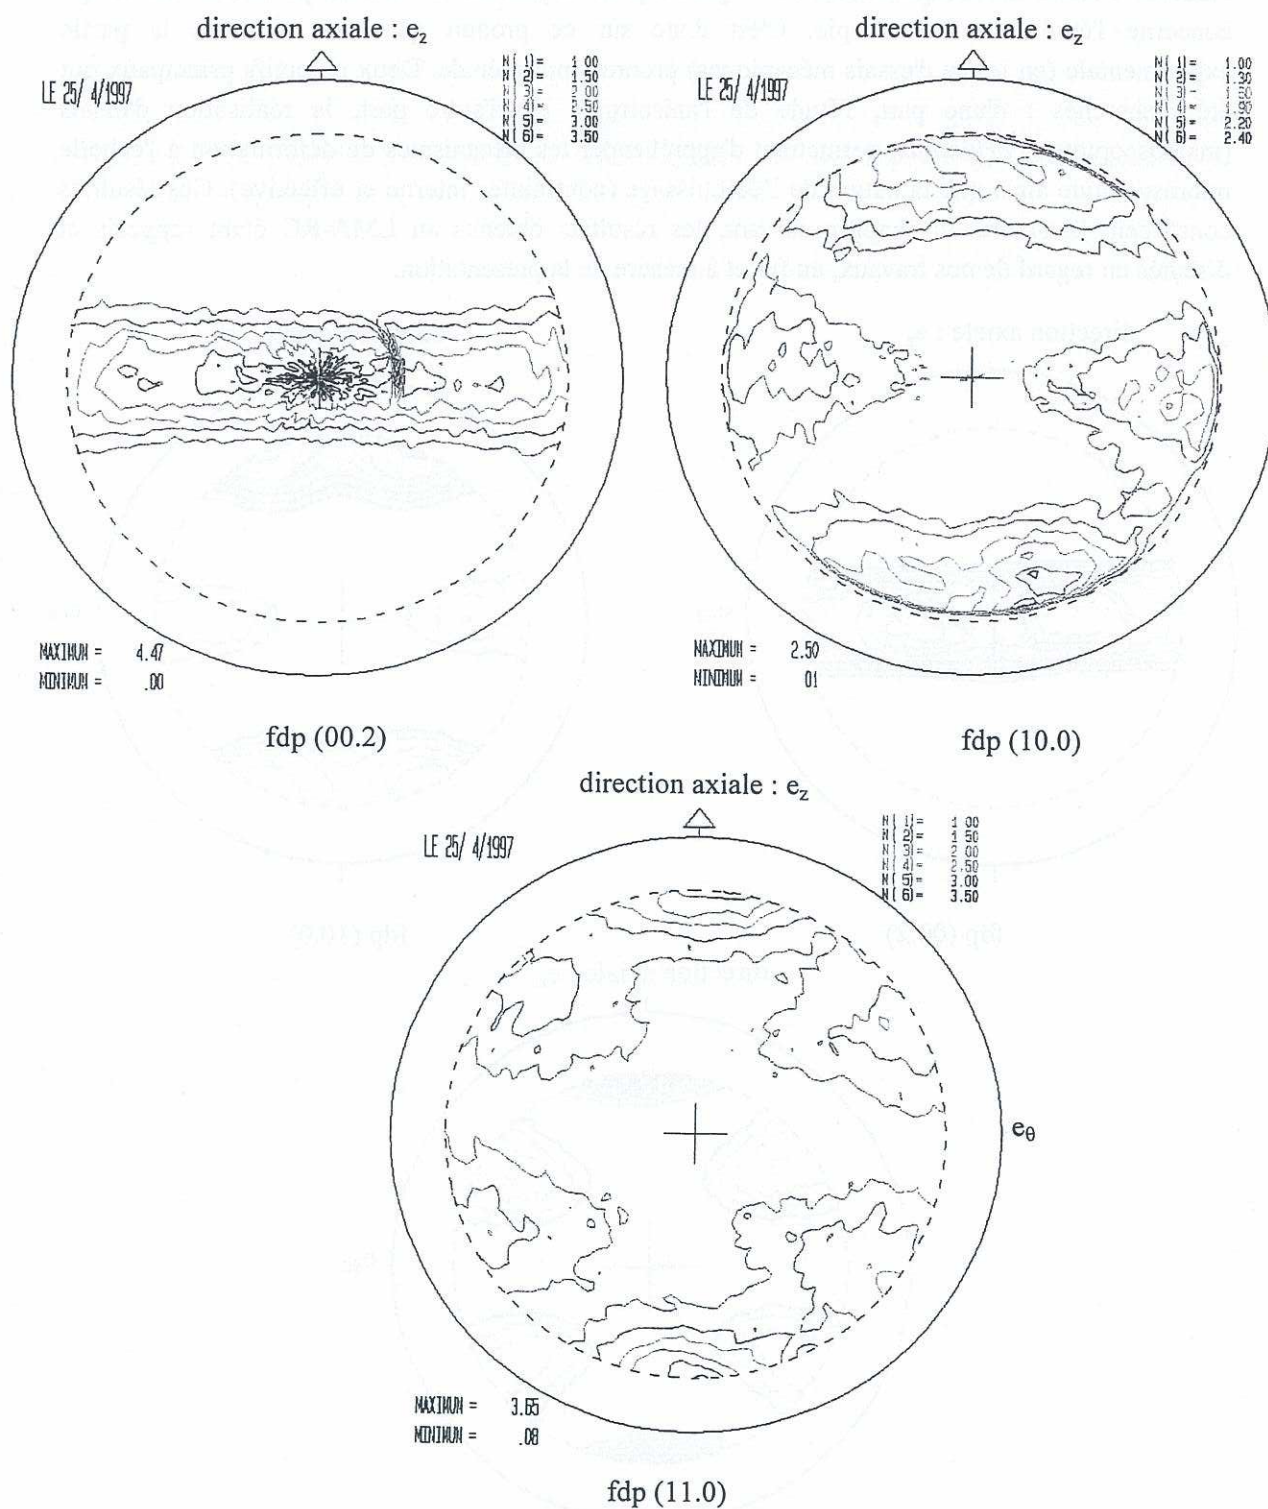 direction axiale : e_z
LE 25/ 4/1997
N( 1)= 1.00
N( 2)= 1.50
N( 3)= 2.00
N( 4)= 2.50
N( 5)= 3.00
N( 6)= 3.50
MAXIMUM = 4.47
MINIMUM = .00
fdp (00.2)
direction axiale : e_z
LE 25/ 4/1997
N( 1)= 1.00
N( 2)= 1.30
N( 3)=
N( 4)= 1.90
N( 5)= 2.20
N( 6)= 2.40
MAXIMUM = 2.50
MINIMUM = 01
fdp (10.0)
direction axiale : e_z
LE 25/ 4/1997
N( 1)= 1 00
N( 2)= 1 50
N( 3)= 2 00
N( 4)= 2.50
N( 5)= 3.00
N( 6)= 3.50
e_θ
MAXIMUM = 3.65
MINIMUM = .08
fdp (11.0)